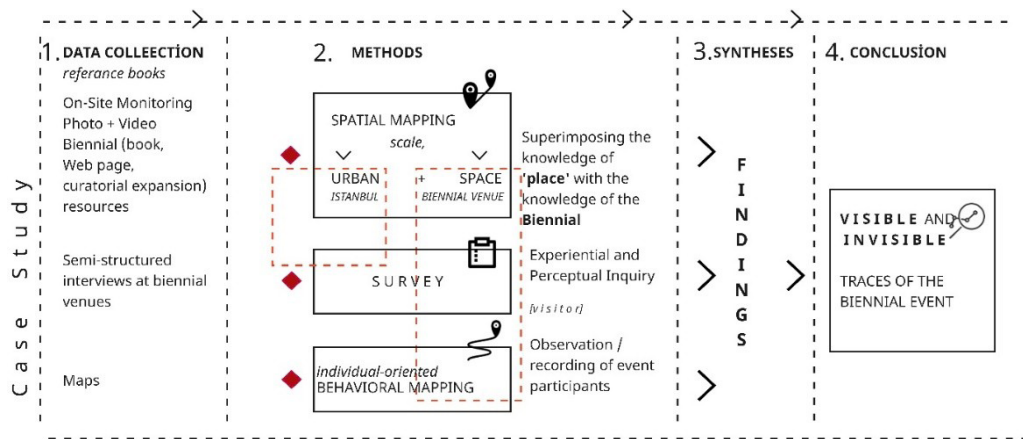 Case Study
1. DATA COLLEECTİON
referance books
On-Site Monitoring
Photo + Video
Biennial (book,
Web page,
curatorial expansion)
resources
Semi-structured
interviews at biennial
venues
Maps
2. METHODS
SPATIAL MAPPING
scale,
URBAN + SPACE
ISTANBUL BIENNIAL VENUE
Superimposing the
knowledge of
'place' with the
knowledge of the
Biennial
SURVEY
Experiential and
Perceptual Inquiry
[visitor]
individual-oriented
BEHAVIORAL MAPPING
Observation /
recording of event
participants
3. SYNTHESES
FINDINGS
4. CONCLUSİON
VISIBLE AND
INVISIBLE
TRACES OF THE
BIENNIAL EVENT